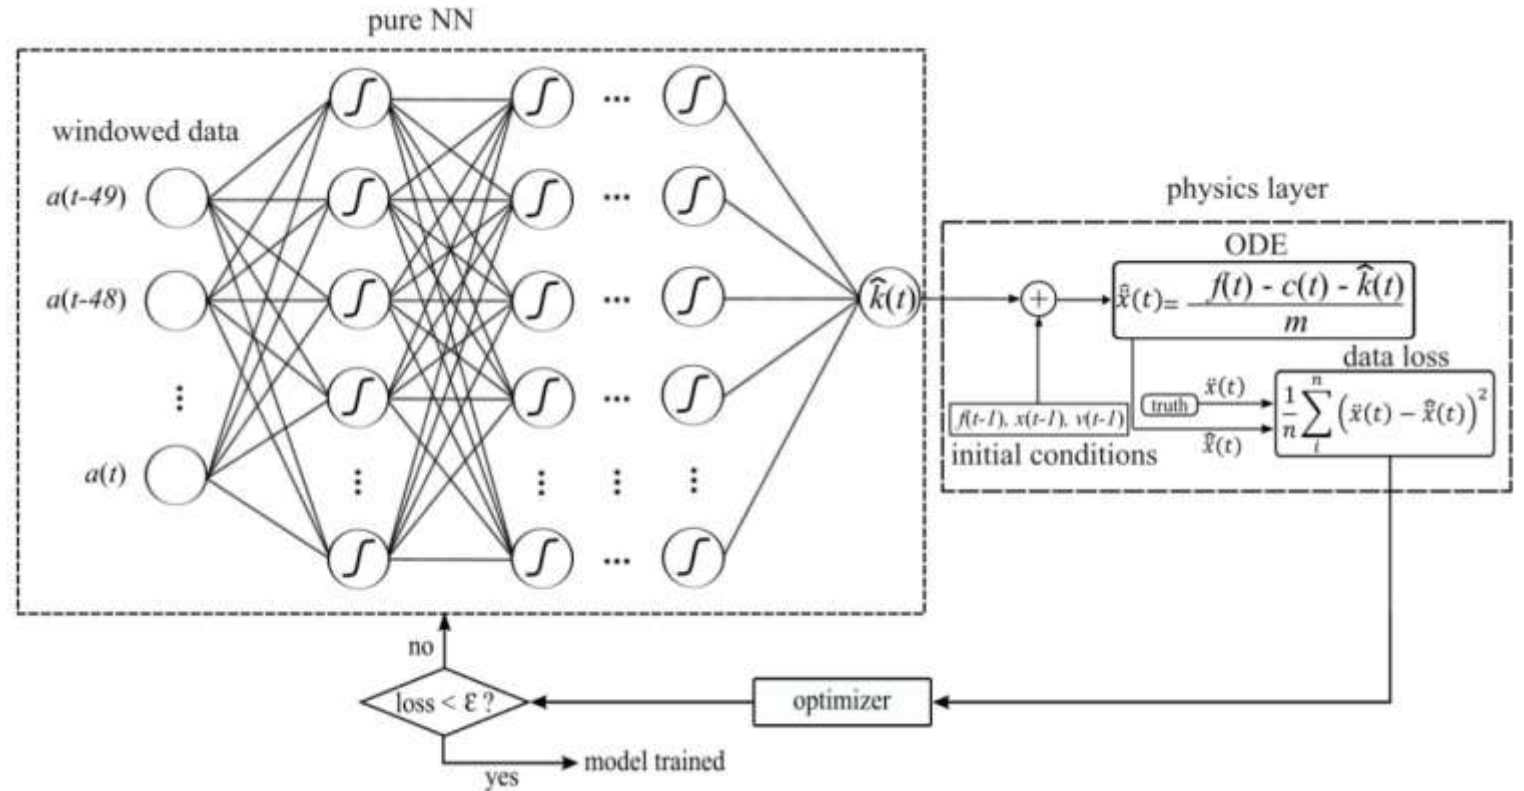 pure NN
windowed data
a(t-49)
a(t-48)
...
a(t)
k̂(t)
physics layer
ODE
x̂̈(t)= f(t) - c(t) - k̂(t)
m
+
data loss
truth
ẍ(t)
x̂̈(t)
1/n ∑ n i (ẍ(t) − x̂̈(t))²
f(t-1), x(t-1), v(t-1)
initial conditions
optimizer
loss < ε ?
no
yes
model trained